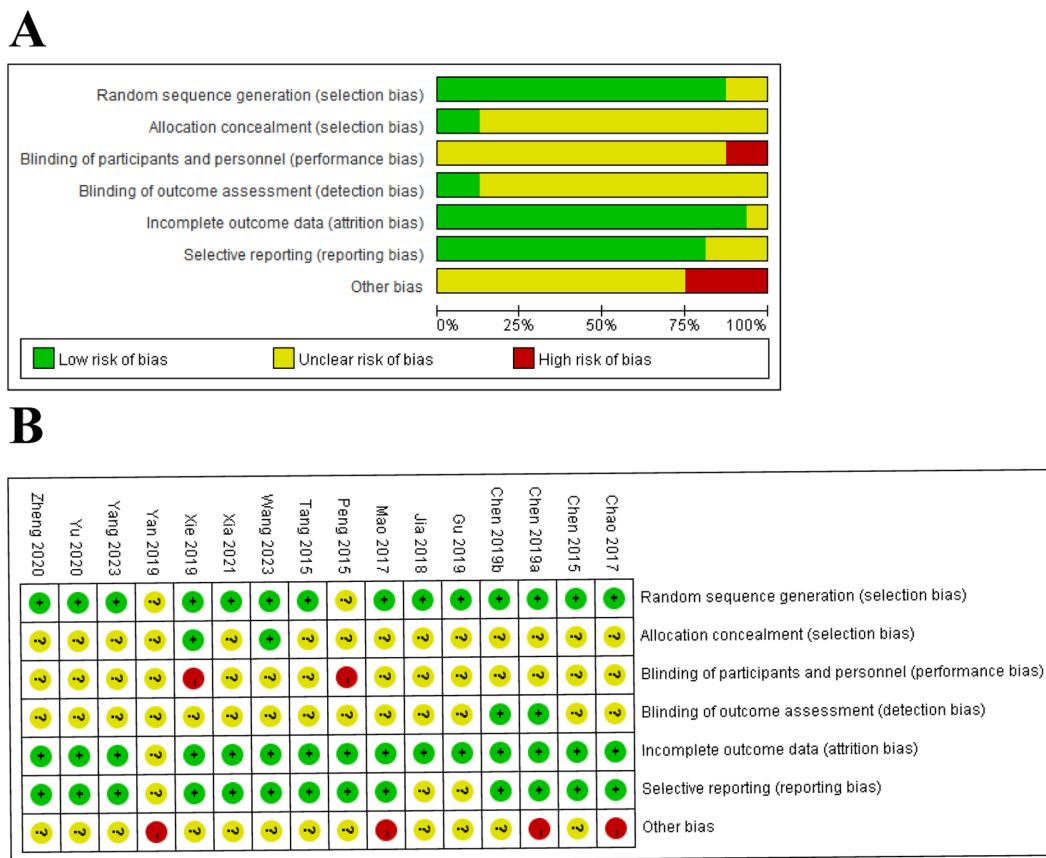 A
Random sequence generation (selection bias)
Allocation concealment (selection bias)
Blinding of participants and personnel (performance bias)
Blinding of outcome assessment (detection bias)
Incomplete outcome data (attrition bias)
Selective reporting (reporting bias)
Other bias
0% 25% 50% 75% 100%
Low risk of bias Unclear risk of bias High risk of bias
B
Zheng 2020 Yu 2020 Yang 2023 Yan 2019 Xie 2019 Xia 2021 Wang 2023 Tang 2015 Peng 2015 Mao 2017 Jia 2018 Gu 2019 Chen 2019b Chen 2019a Chen 2015 Chao 2017
+ + + ? + + + + ? + + + + + + + Random sequence generation (selection bias)
? ? ? ? + ? + ? ? ? ? ? ? ? ? ? Allocation concealment (selection bias)
? ? ? ? - ? ? ? - ? ? ? ? ? ? ? Blinding of participants and personnel (performance bias)
? ? ? ? ? ? ? ? ? ? ? ? + + ? ? Blinding of outcome assessment (detection bias)
+ + + ? + + + + + + + + + + + + Incomplete outcome data (attrition bias)
+ + + ? + + + + + + ? ? + + + + Selective reporting (reporting bias)
? ? ? - ? ? ? ? ? - ? ? ? - ? - Other bias